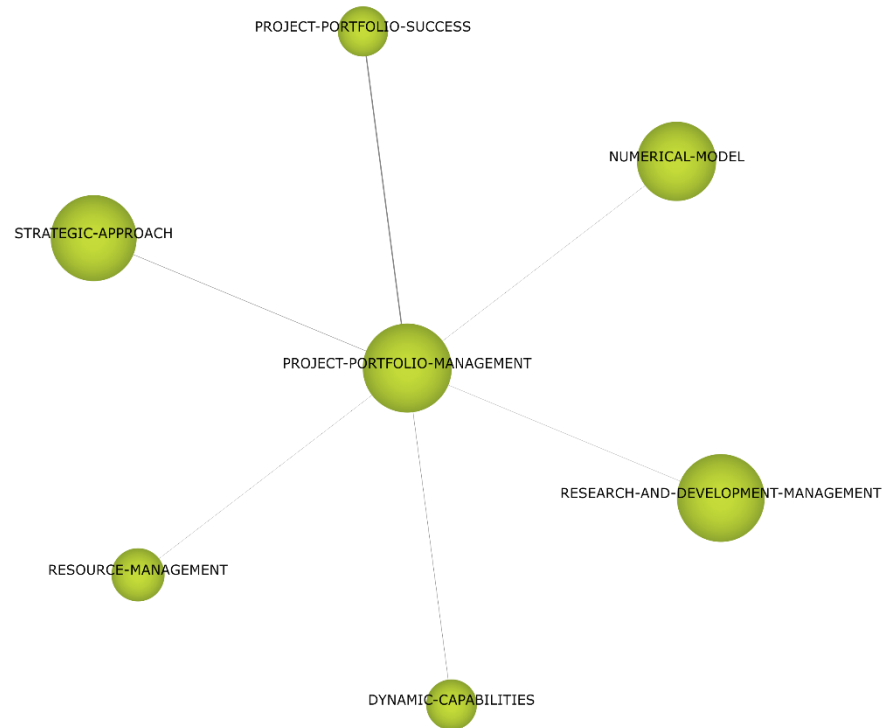 PROJECT-PORTFOLIO-SUCCESS
NUMERICAL-MODEL
STRATEGIC-APPROACH
PROJECT-PORTFOLIO-MANAGEMENT
RESEARCH-AND-DEVELOPMENT-MANAGEMENT
RESOURCE-MANAGEMENT
DYNAMIC-CAPABILITIES